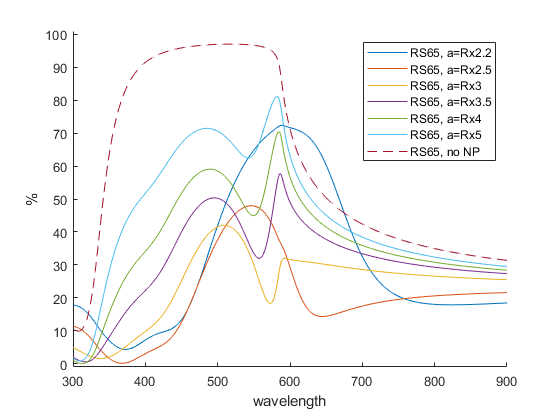 100
90
80
70
60
50
40
30
20
10
0
%
300 400 500 600 700 800 900
wavelength
RS65, a=Rx2.2
RS65, a=Rx2.5
RS65, a=Rx3
RS65, a=Rx3.5
RS65, a=Rx4
RS65, a=Rx5
RS65, no NP